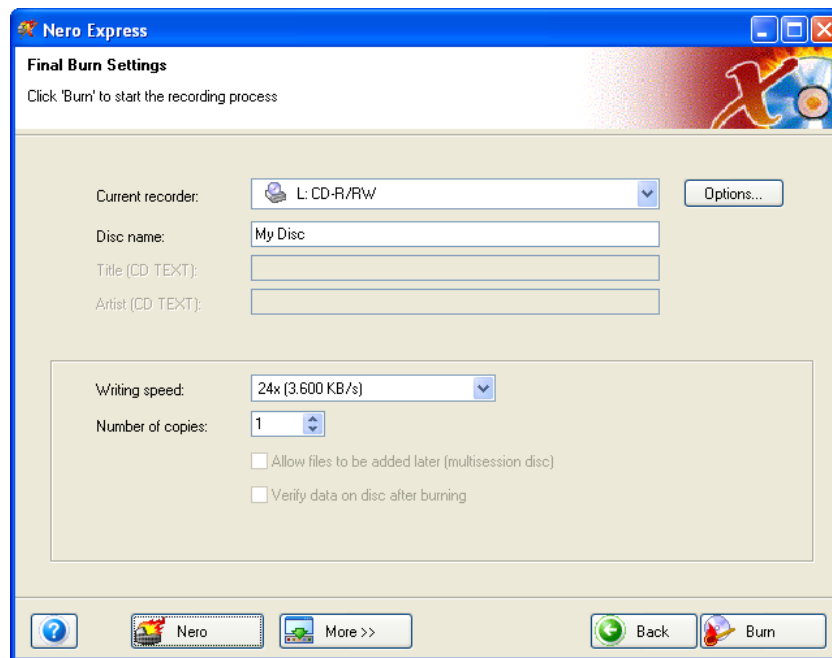 Nero Express
Final Burn Settings
Click 'Burn' to start the recording process
Current recorder: L: CD-R/RW Options...
Disc name: My Disc
Title (CD TEXT):
Artist (CD TEXT):
Writing speed: 24x (3.600 KB/s)
Number of copies: 1
Allow files to be added later (multisession disc)
Verify data on disc after burning
? Nero More >> Back Burn